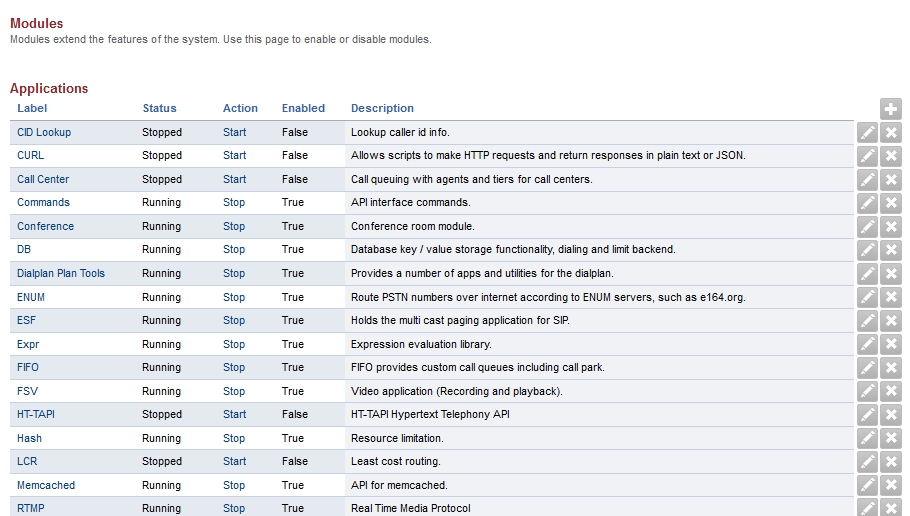 Modules
Modules extend the features of the system. Use this page to enable or disable modules.
Applications
Label Status Action Enabled Description
CID Lookup Stopped Start False Lookup caller id info.
CURL Stopped Start False Allows scripts to make HTTP requests and return responses in plain text or JSON.
Call Center Stopped Start False Call queuing with agents and tiers for call centers.
Commands Running Stop True API interface commands.
Conference Running Stop True Conference room module.
DB Running Stop True Database key / value storage functionality, dialing and limit backend.
Dialplan Plan Tools Running Stop True Provides a number of apps and utilities for the dialplan.
ENUM Running Stop True Route PSTN numbers over internet according to ENUM servers, such as e164.org.
ESF Running Stop True Holds the multi cast paging application for SIP.
Expr Running Stop True Expression evaluation library.
FIFO Running Stop True FIFO provides custom call queues including call park.
FSV Running Stop True Video application (Recording and playback).
HT-TAPI Stopped Start False HT-TAPI Hypertext Telephony API
Hash Running Stop True Resource limitation.
LCR Stopped Start False Least cost routing.
Memcached Running Stop True API for memcached.
RTMP Running Stop True Real Time Media Protocol